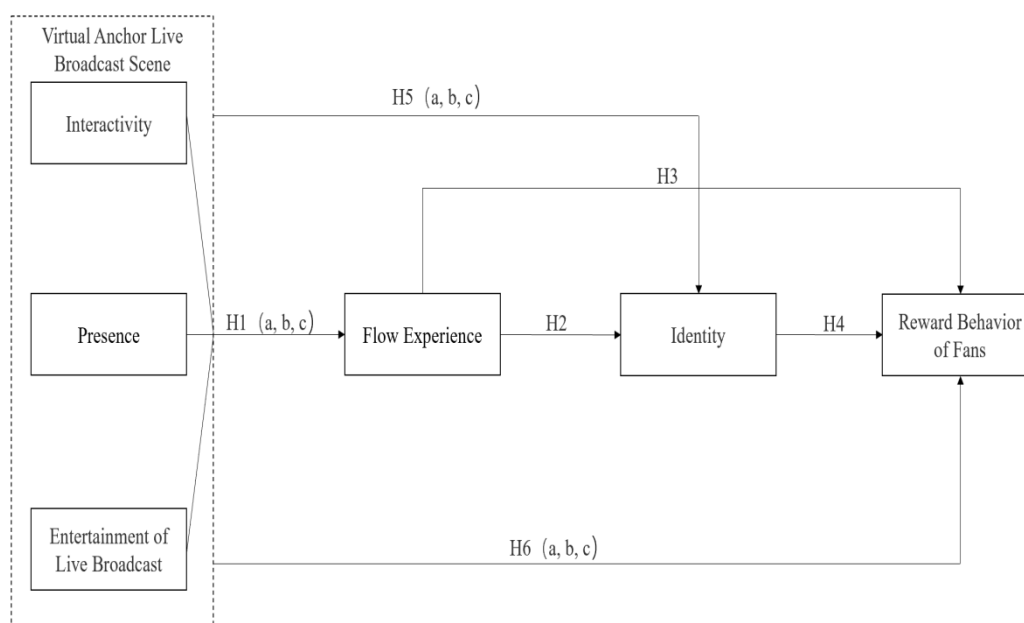 Virtual Anchor Live
Broadcast Scene
Interactivity
H5 (a, b, c)
H3
Presence
H1 (a, b, c)
Flow Experience
H2
Identity
H4
Reward Behavior
of Fans
Entertainment of
Live Broadcast
H6 (a, b, c)